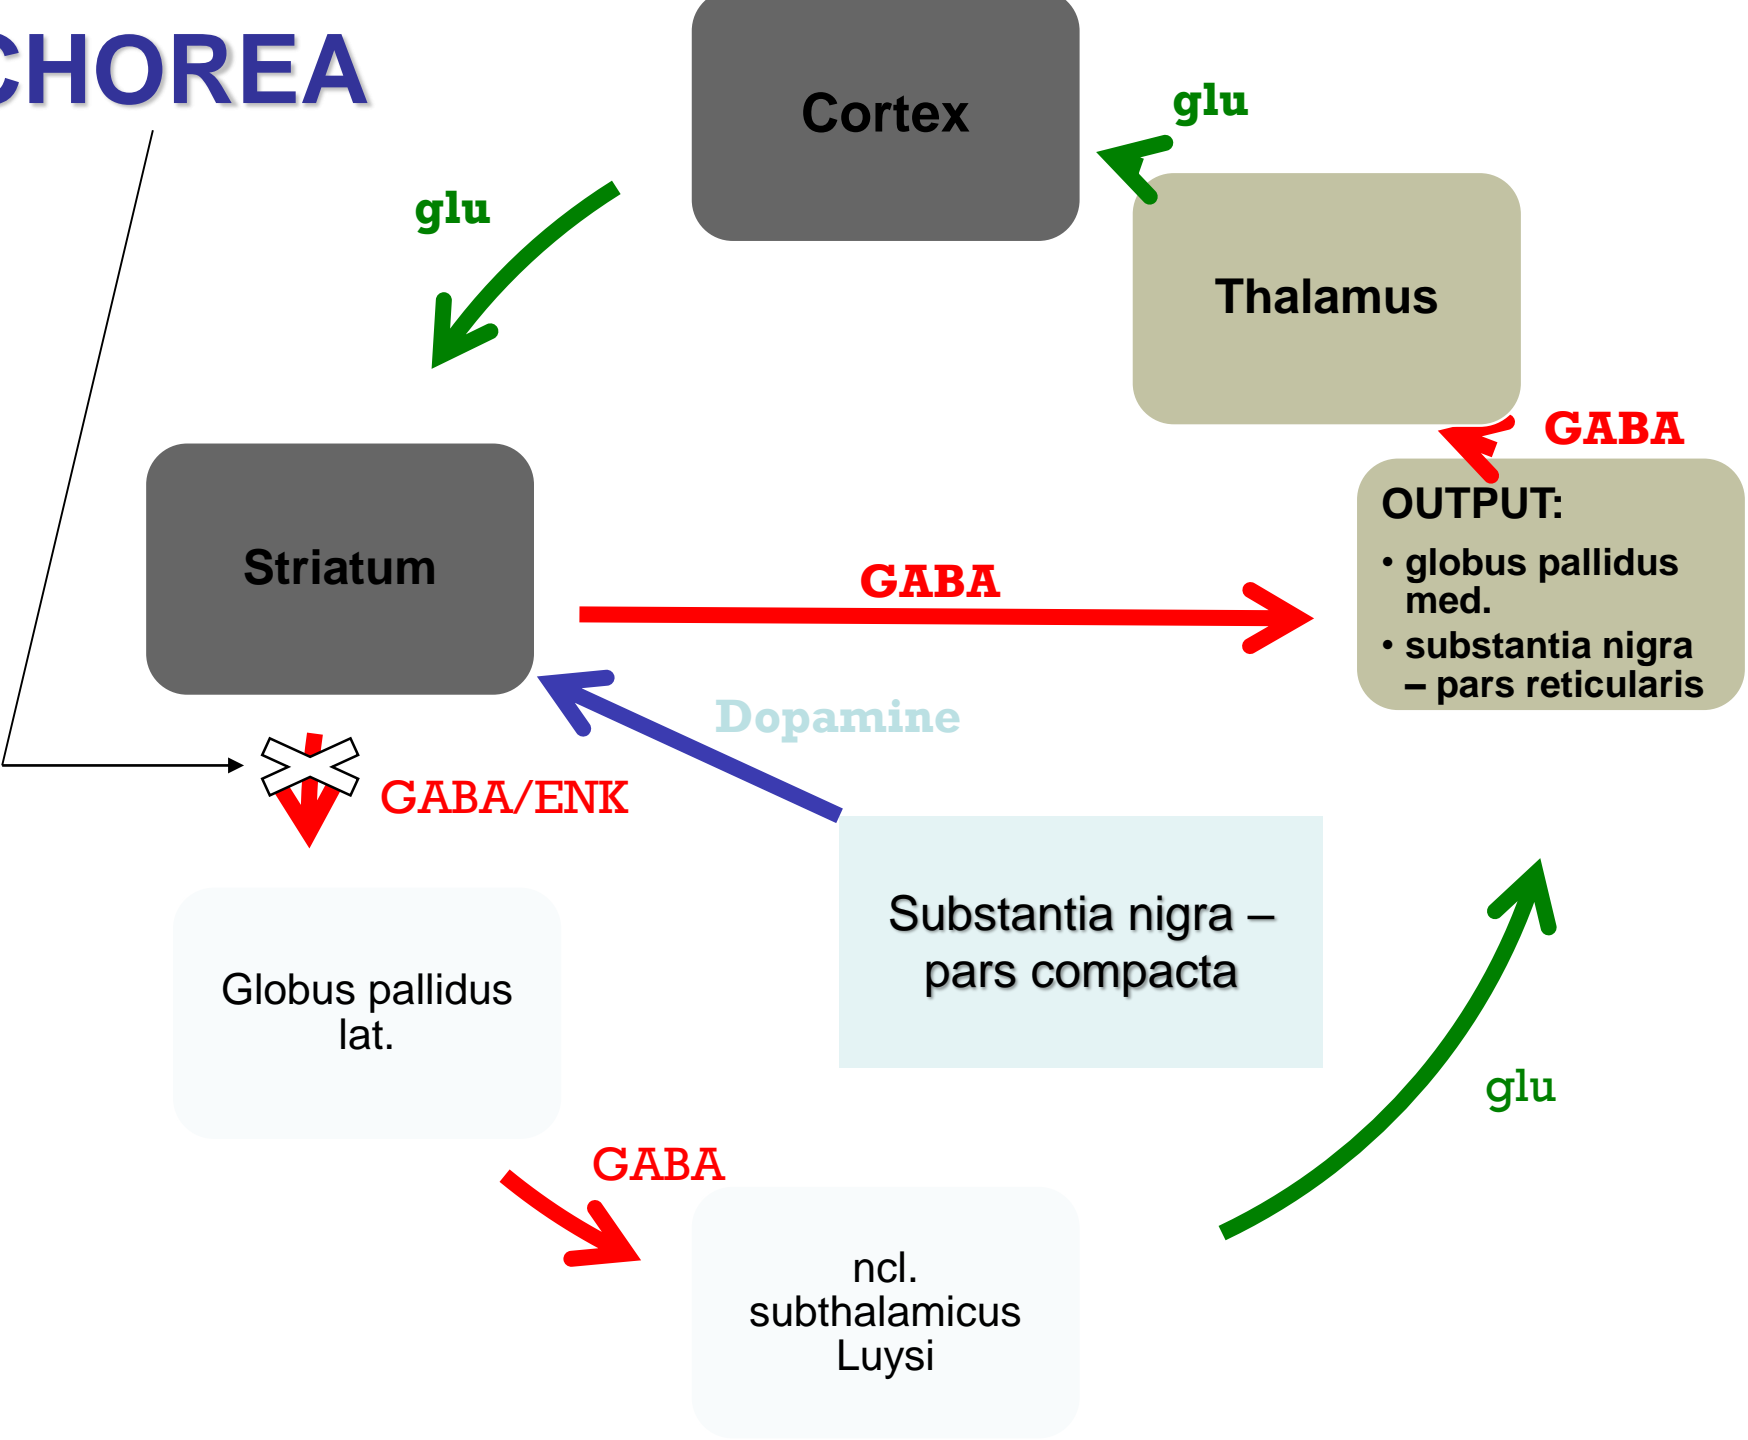 CHOREA
Cortex
glu
glu
Thalamus
GABA
OUTPUT:
• globus pallidus
med.
• substantia nigra
– pars reticularis
Striatum
GABA
Dopamine
GABA/ENK
Substantia nigra –
pars compacta
Globus pallidus
lat.
glu
GABA
ncl.
subthalamicus
Luysi